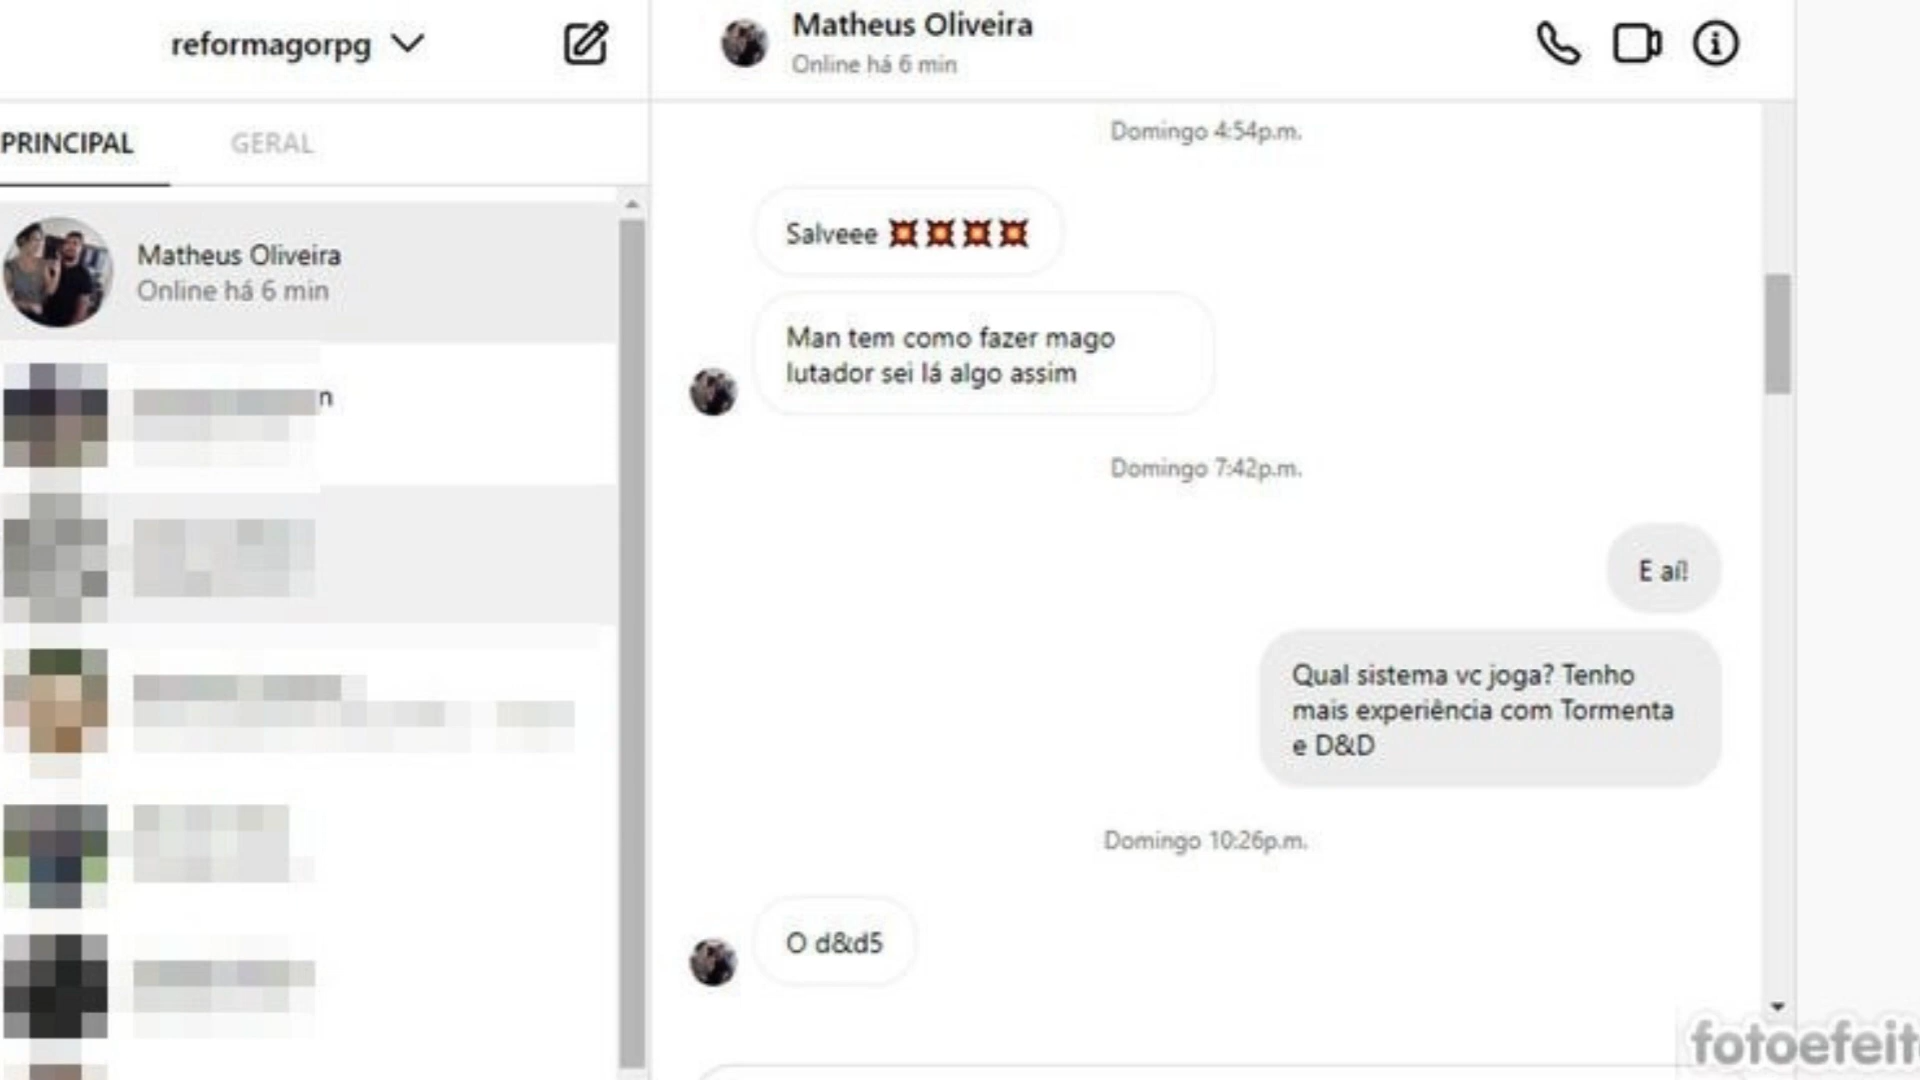 reformagorpg
PRINCIPAL
GERAL
Matheus Oliveira
Online há 6 min
n
Matheus Oliveira
Online há 6 min
Domingo 4:54p.m.
Salveee 💥💥💥💥
Man tem como fazer mago
lutador sei lá algo assim
Domingo 7:42p.m.
E aí!
Qual sistema vc joga? Tenho
mais experiência com Tormenta
e D&D
Domingo 10:26p.m.
O d&d5
fotoefeit